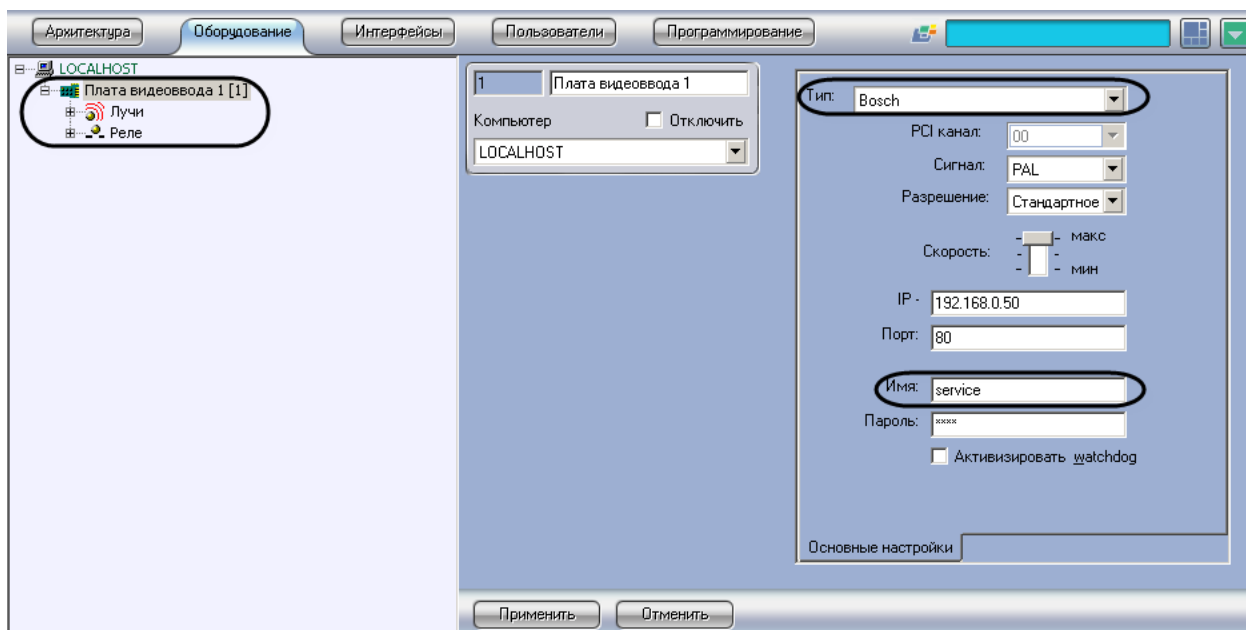 Архитектура Оборудование Интерфейсы Пользователи Программирование
LOCALHOST
Плата видеоввода 1 [1]
Лучи
Реле
1 Плата видеоввода 1
Компьютер Отключить
LOCALHOST
Тип: Bosch
PCI канал: 00
Сигнал: PAL
Разрешение: Стандартное
Скорость: макс
мин
IP - 192.168.0.50
Порт: 80
Имя: service
Пароль: ××××
Активизировать watchdog
Основные настройки
Применить Отменить